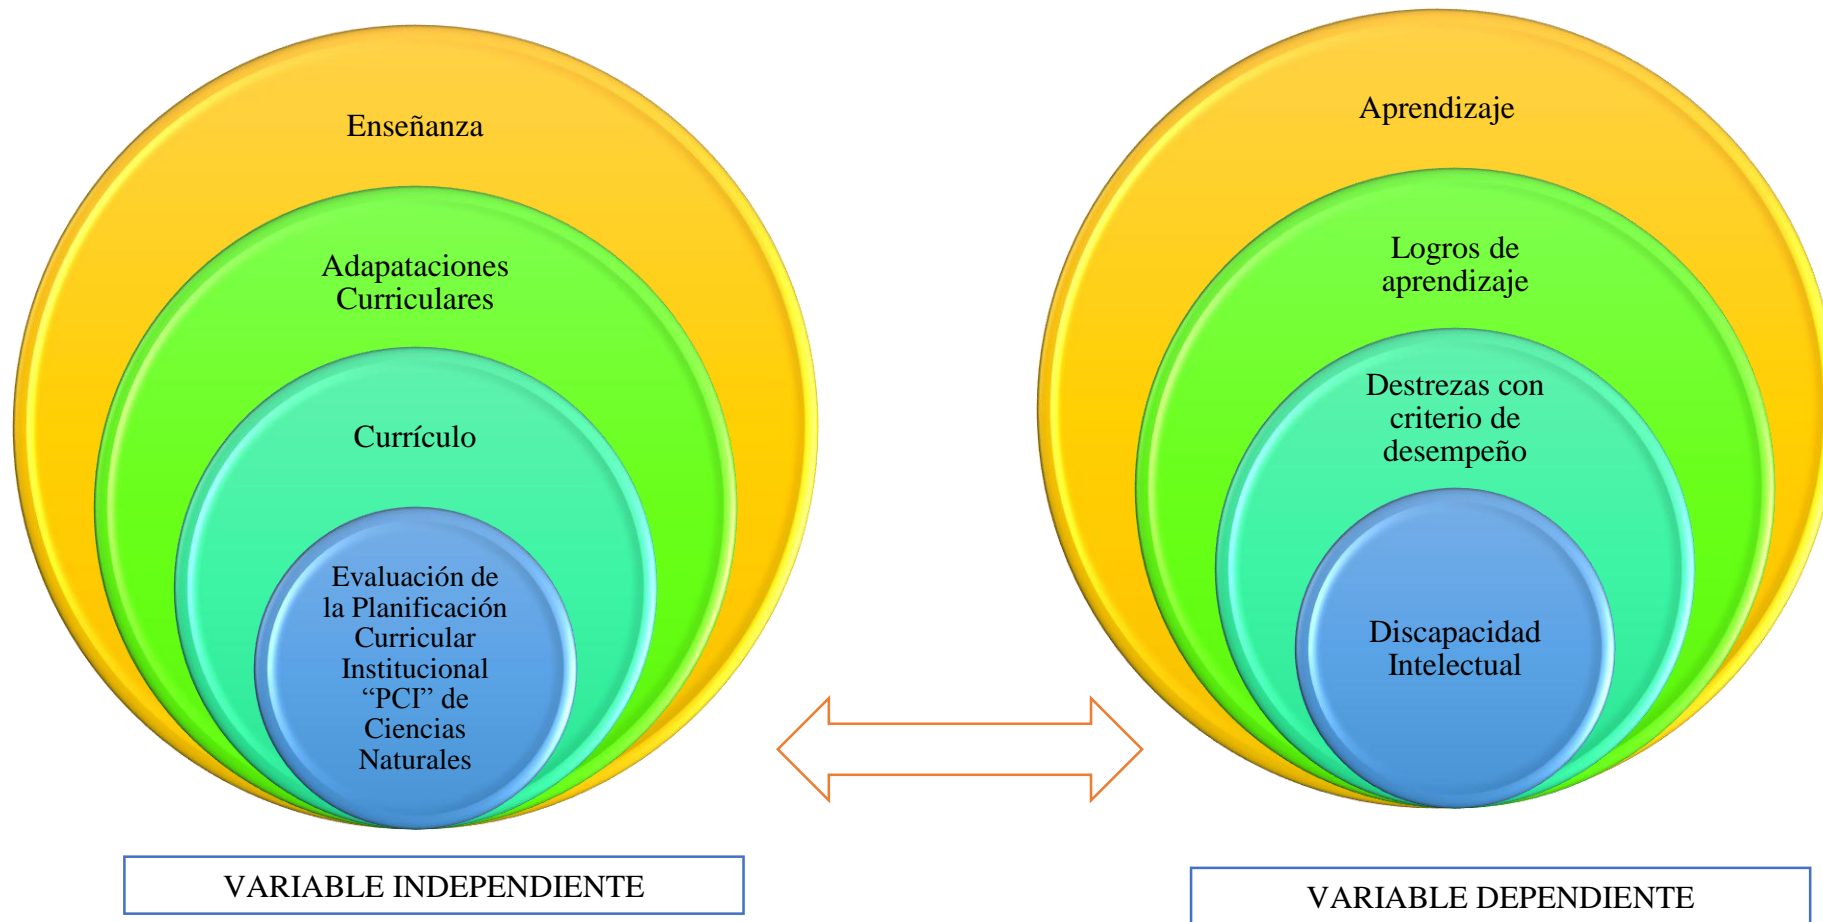 Enseñanza
Adapataciones
Curriculares
Currículo
Evaluación de
la Planificación
Curricular
Institucional
“PCI” de
Ciencias
Naturales
VARIABLE INDEPENDIENTE
Aprendizaje
Logros de
aprendizaje
Destrezas con
criterio de
desempeño
Discapacidad
Intelectual
VARIABLE DEPENDIENTE